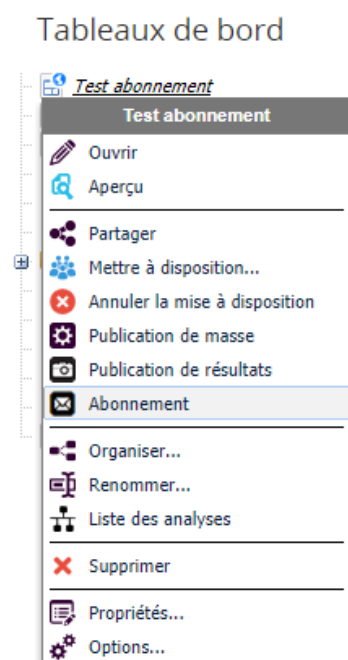 Tableaux de bord
Test abonnement
Test abonnement
Ouvrir
Aperçu
Partager
Mettre à disposition...
Annuler la mise à disposition
Publication de masse
Publication de résultats
Abonnement
Organiser...
Renommer...
Liste des analyses
Supprimer
Propriétés...
Options...